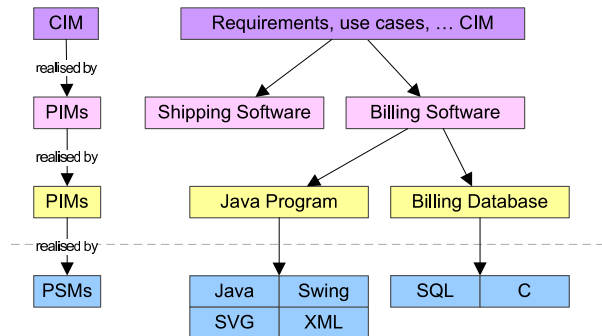 CIM
Requirements, use cases, … CIM
realised by
PIMs
Shipping Software
Billing Software
realised by
PIMs
Java Program
Billing Database
realised by
PSMs
Java
Swing
SQL
C
SVG
XML